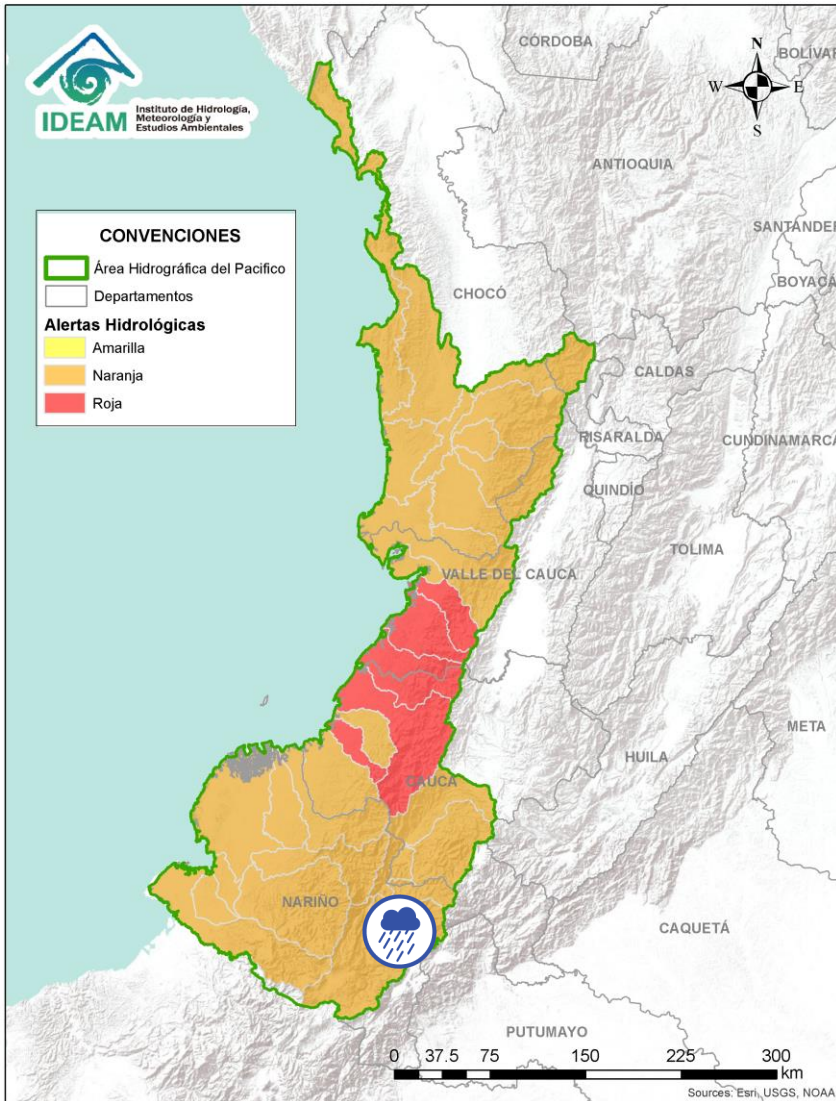 IDEAM
Instituto de Hidrología,
Meteorología y
Estudios Ambientales
N
W
E
S
CONVENCIONES
Área Hidrográfica del Pacifico
Departamentos
Alertas Hidrológicas
Amarilla
Naranja
Roja
CÓRDOBA
BOLÍVAR
ANTIOQUIA
SANTANDER
BOYACÁ
CHOCÓ
CALDAS
RISARALDA
CUNDINAMARCA
QUINDÍO
TOLIMA
VALLE DEL CAUCA
META
HUILA
CAUCA
NARIÑO
CAQUETÁ
PUTUMAYO
0 37.5 75 150 225 300
km
Sources: Esri, USGS, NOAA